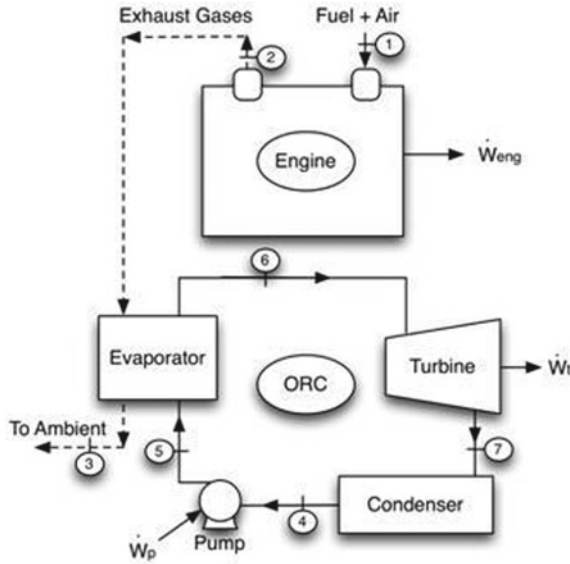 Exhaust Gases
Fuel + Air
1
2
Engine
Ẇeng
6
Evaporator
Turbine
Ẇt
ORC
To Ambient
3
5
7
4
Condenser
Ẇp
Pump